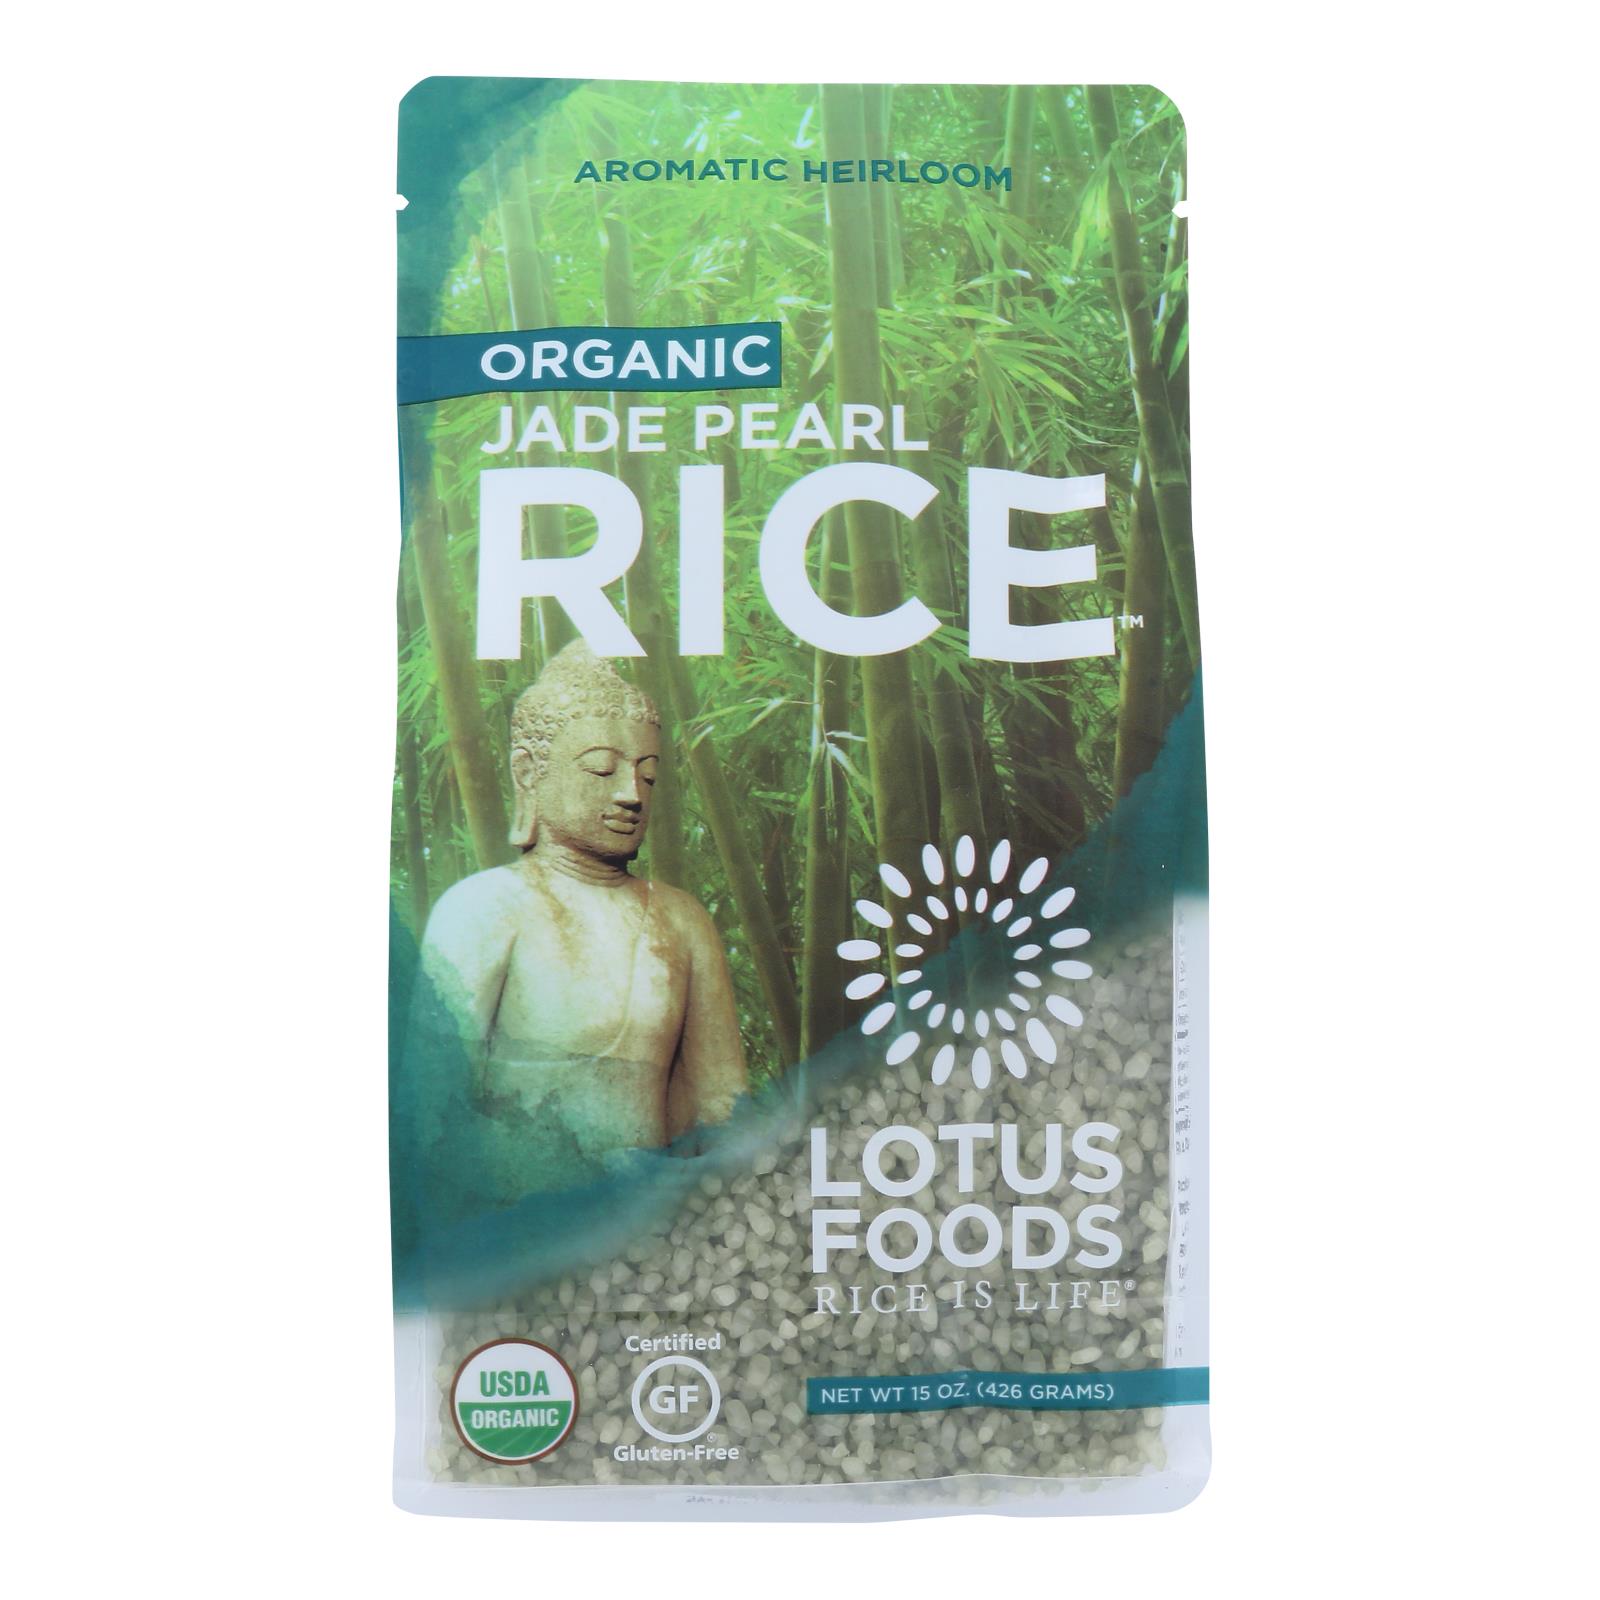 AROMATIC HEIRLOOM
ORGANIC
JADE PEARL
RICE™
LOTUS
FOODS
RICE IS LIFE®
Certified
GF®
Gluten-Free
USDA
ORGANIC
NET WT 15 OZ. (426 GRAMS)